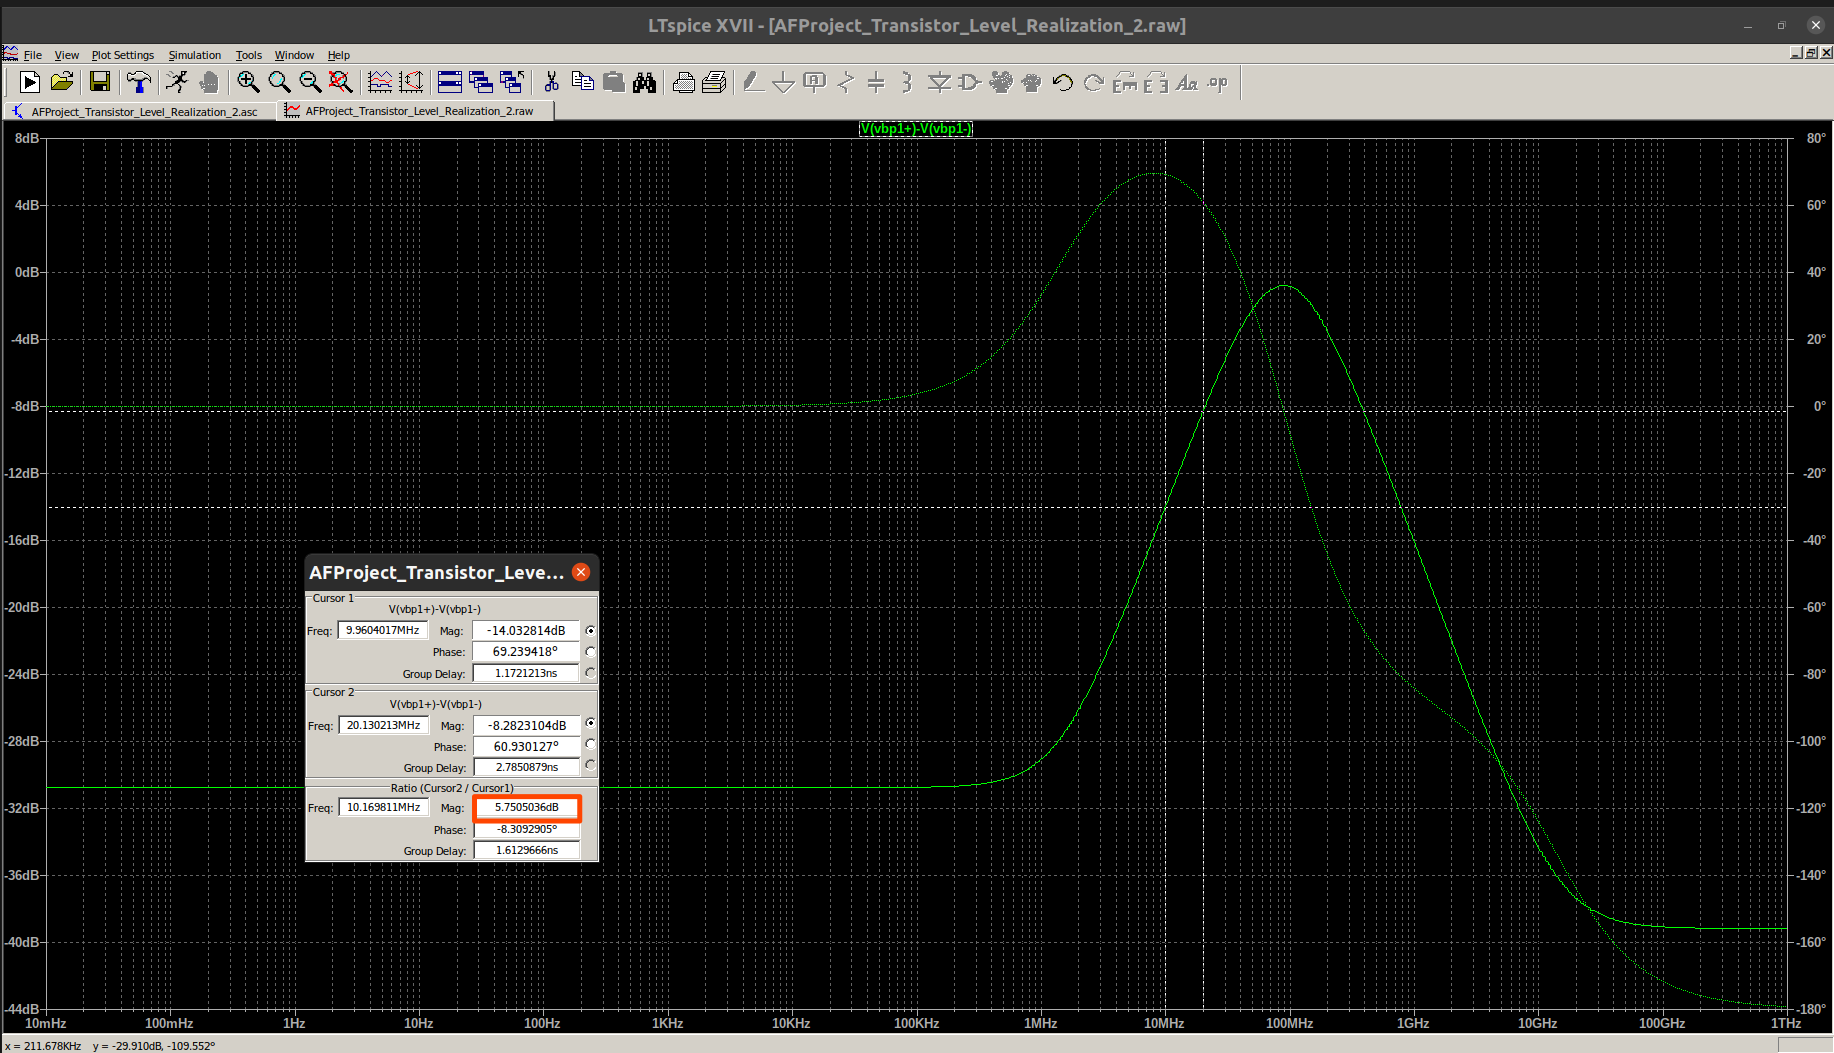 LTspice XVII - [AFProject_Transistor_Level_Realization_2.raw]
File View Plot Settings Simulation Tools Window Help
AFProject_Transistor_Level_Realization_2.asc
AFProject_Transistor_Level_Realization_2.raw
V(vbp1+)-V(vbp1-)
8dB 80°
4dB 60°
0dB 40°
-4dB 20°
-8dB 0°
-12dB -20°
-16dB -40°
-20dB -60°
-24dB -80°
-28dB -100°
-32dB -120°
-36dB -140°
-40dB -160°
-44dB -180°
10mHz 100mHz 1Hz 10Hz 100Hz 1KHz 10KHz 100KHz 1MHz 10MHz 100MHz 1GHz 10GHz 100GHz 1THz
AFProject_Transistor_Leve...
Cursor 1
V(vbp1+)-V(vbp1-)
Freq: 9.9604017MHz Mag: -14.032814dB
Phase: 69.239418°
Group Delay: 1.1721213ns
Cursor 2
V(vbp1+)-V(vbp1-)
Freq: 20.130213MHz Mag: -8.2823104dB
Phase: 60.930127°
Group Delay: 2.7850879ns
Ratio (Cursor2 / Cursor1)
Freq: 10.169811MHz Mag: 5.7505036dB
Phase: -8.3092905°
Group Delay: 1.6129666ns
x = 211.678KHz y = -29.910dB, -109.552°